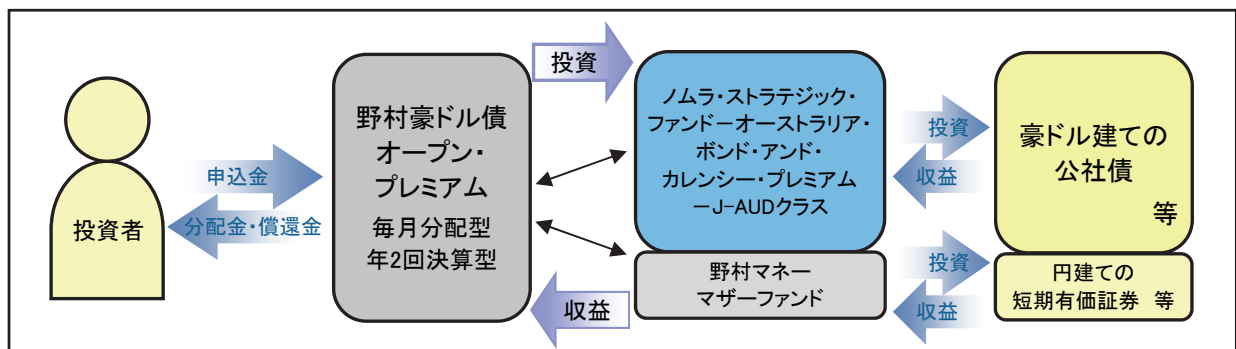 投資者
申込金
分配金・償還金
野村豪ドル債
オープン・
プレミアム
毎月分配型
年2回決算型
投資
収益
ノムラ・ストラテジック・
ファンドーオーストラリア・
ボンド・アンド・
カレンシー・プレミアム
－J-AUDクラス
野村マネー
マザーファンド
投資
収益
投資
収益
豪ドル建ての
公社債
等
円建ての
短期有価証券 等